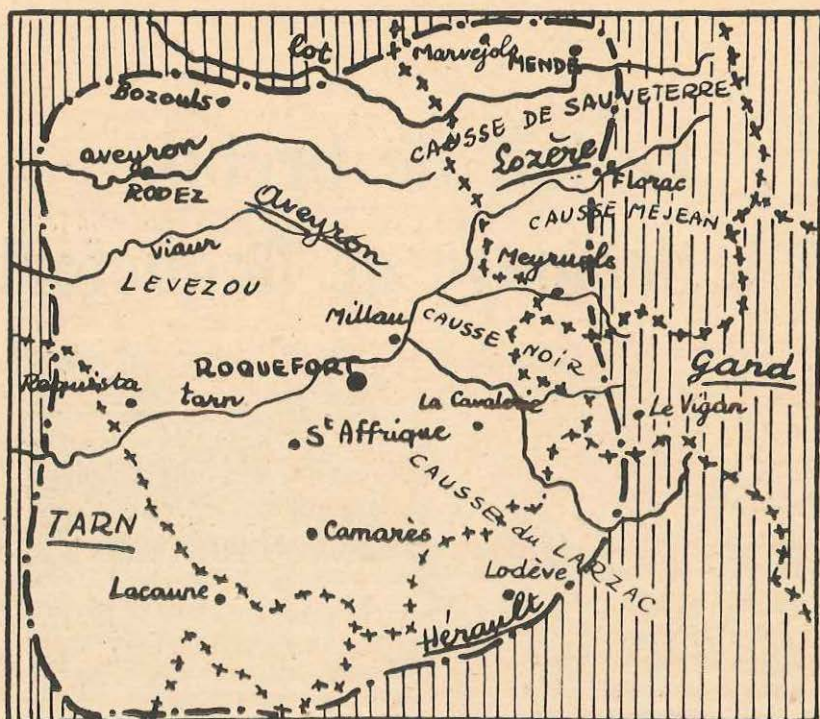 lot
Marvejols
MENDE
Bozouls
CAUSSE DE SAUVETERRE
aveyron
Lozère
RODEZ
Florac
Aveyron
CAUSSE MEJEAN
viaur
Meyruels
LEVEZOU
Millau
CAUSSE NOIR
ROQUEFORT
Gard
Requista
tarn
La Cavalerie
Le Vigan
St Affrique
CAUSSE du LARZAC
TARN
Camarès
Lodève
Lacaune
Hérault